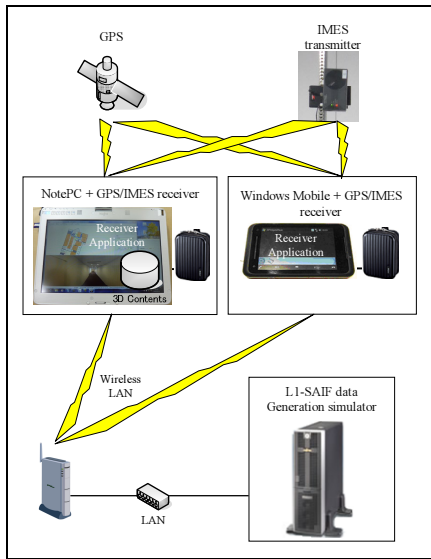 GPS
IMES
transmitter
NotePC + GPS/IMES receiver
Receiver
Application
3D Contents
Windows Mobile + GPS/IMES
receiver
Receiver
Application
Wireless
LAN
L1-SAIF data
Generation simulator
LAN